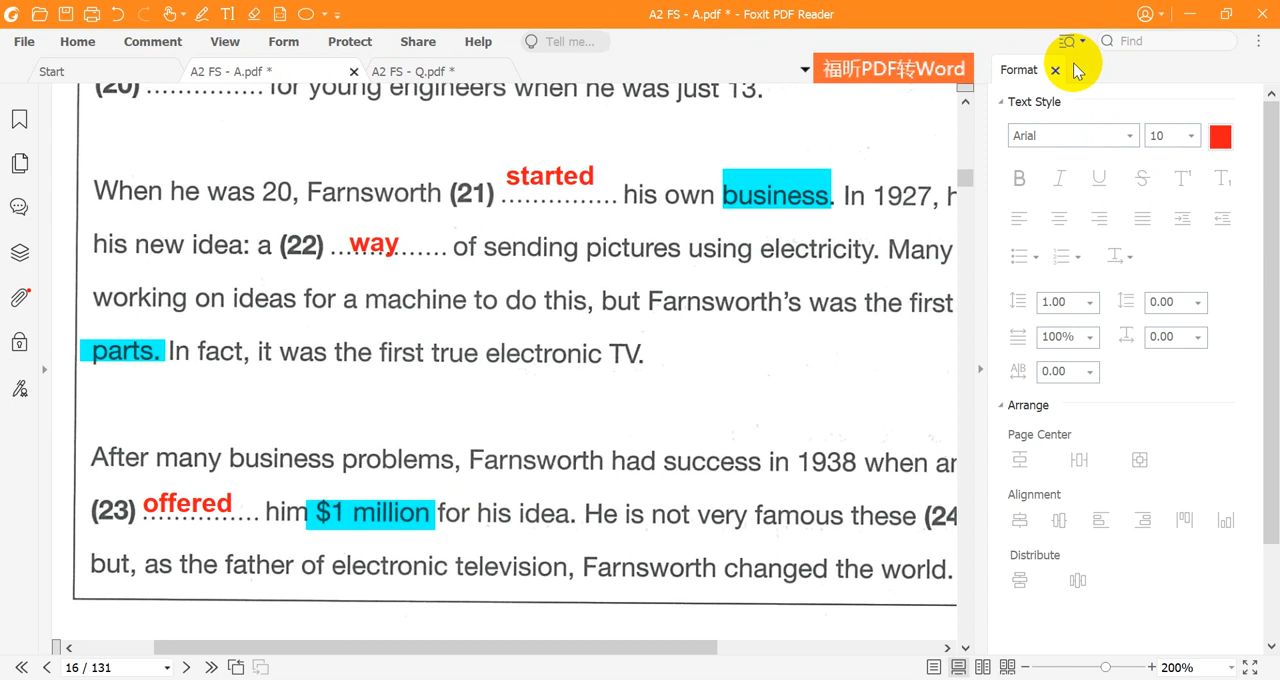 A2 FS - A.pdf * - Foxit PDF Reader
File Home Comment View Form Protect Share Help Tell me... Find
Start A2 FS - A.pdf * A2 FS - Q.pdf * 福昕PDF转Word
(20) .............. for young engineers when he was just 13.
started
When he was 20, Farnsworth (21) .............. his own business. In 1927, h
his new idea: a (22) ..way.......... of sending pictures using electricity. Many
working on ideas for a machine to do this, but Farnsworth's was the first
parts. In fact, it was the first true electronic TV.
After many business problems, Farnsworth had success in 1938 when an
(23) offered .............. him $1 million for his idea. He is not very famous these (24
but, as the father of electronic television, Farnsworth changed the world.
Format
Text Style
Arial 10
1.00 0.00
100% 0.00
0.00
Arrange
Page Center
Alignment
Distribute
16 / 131
200%